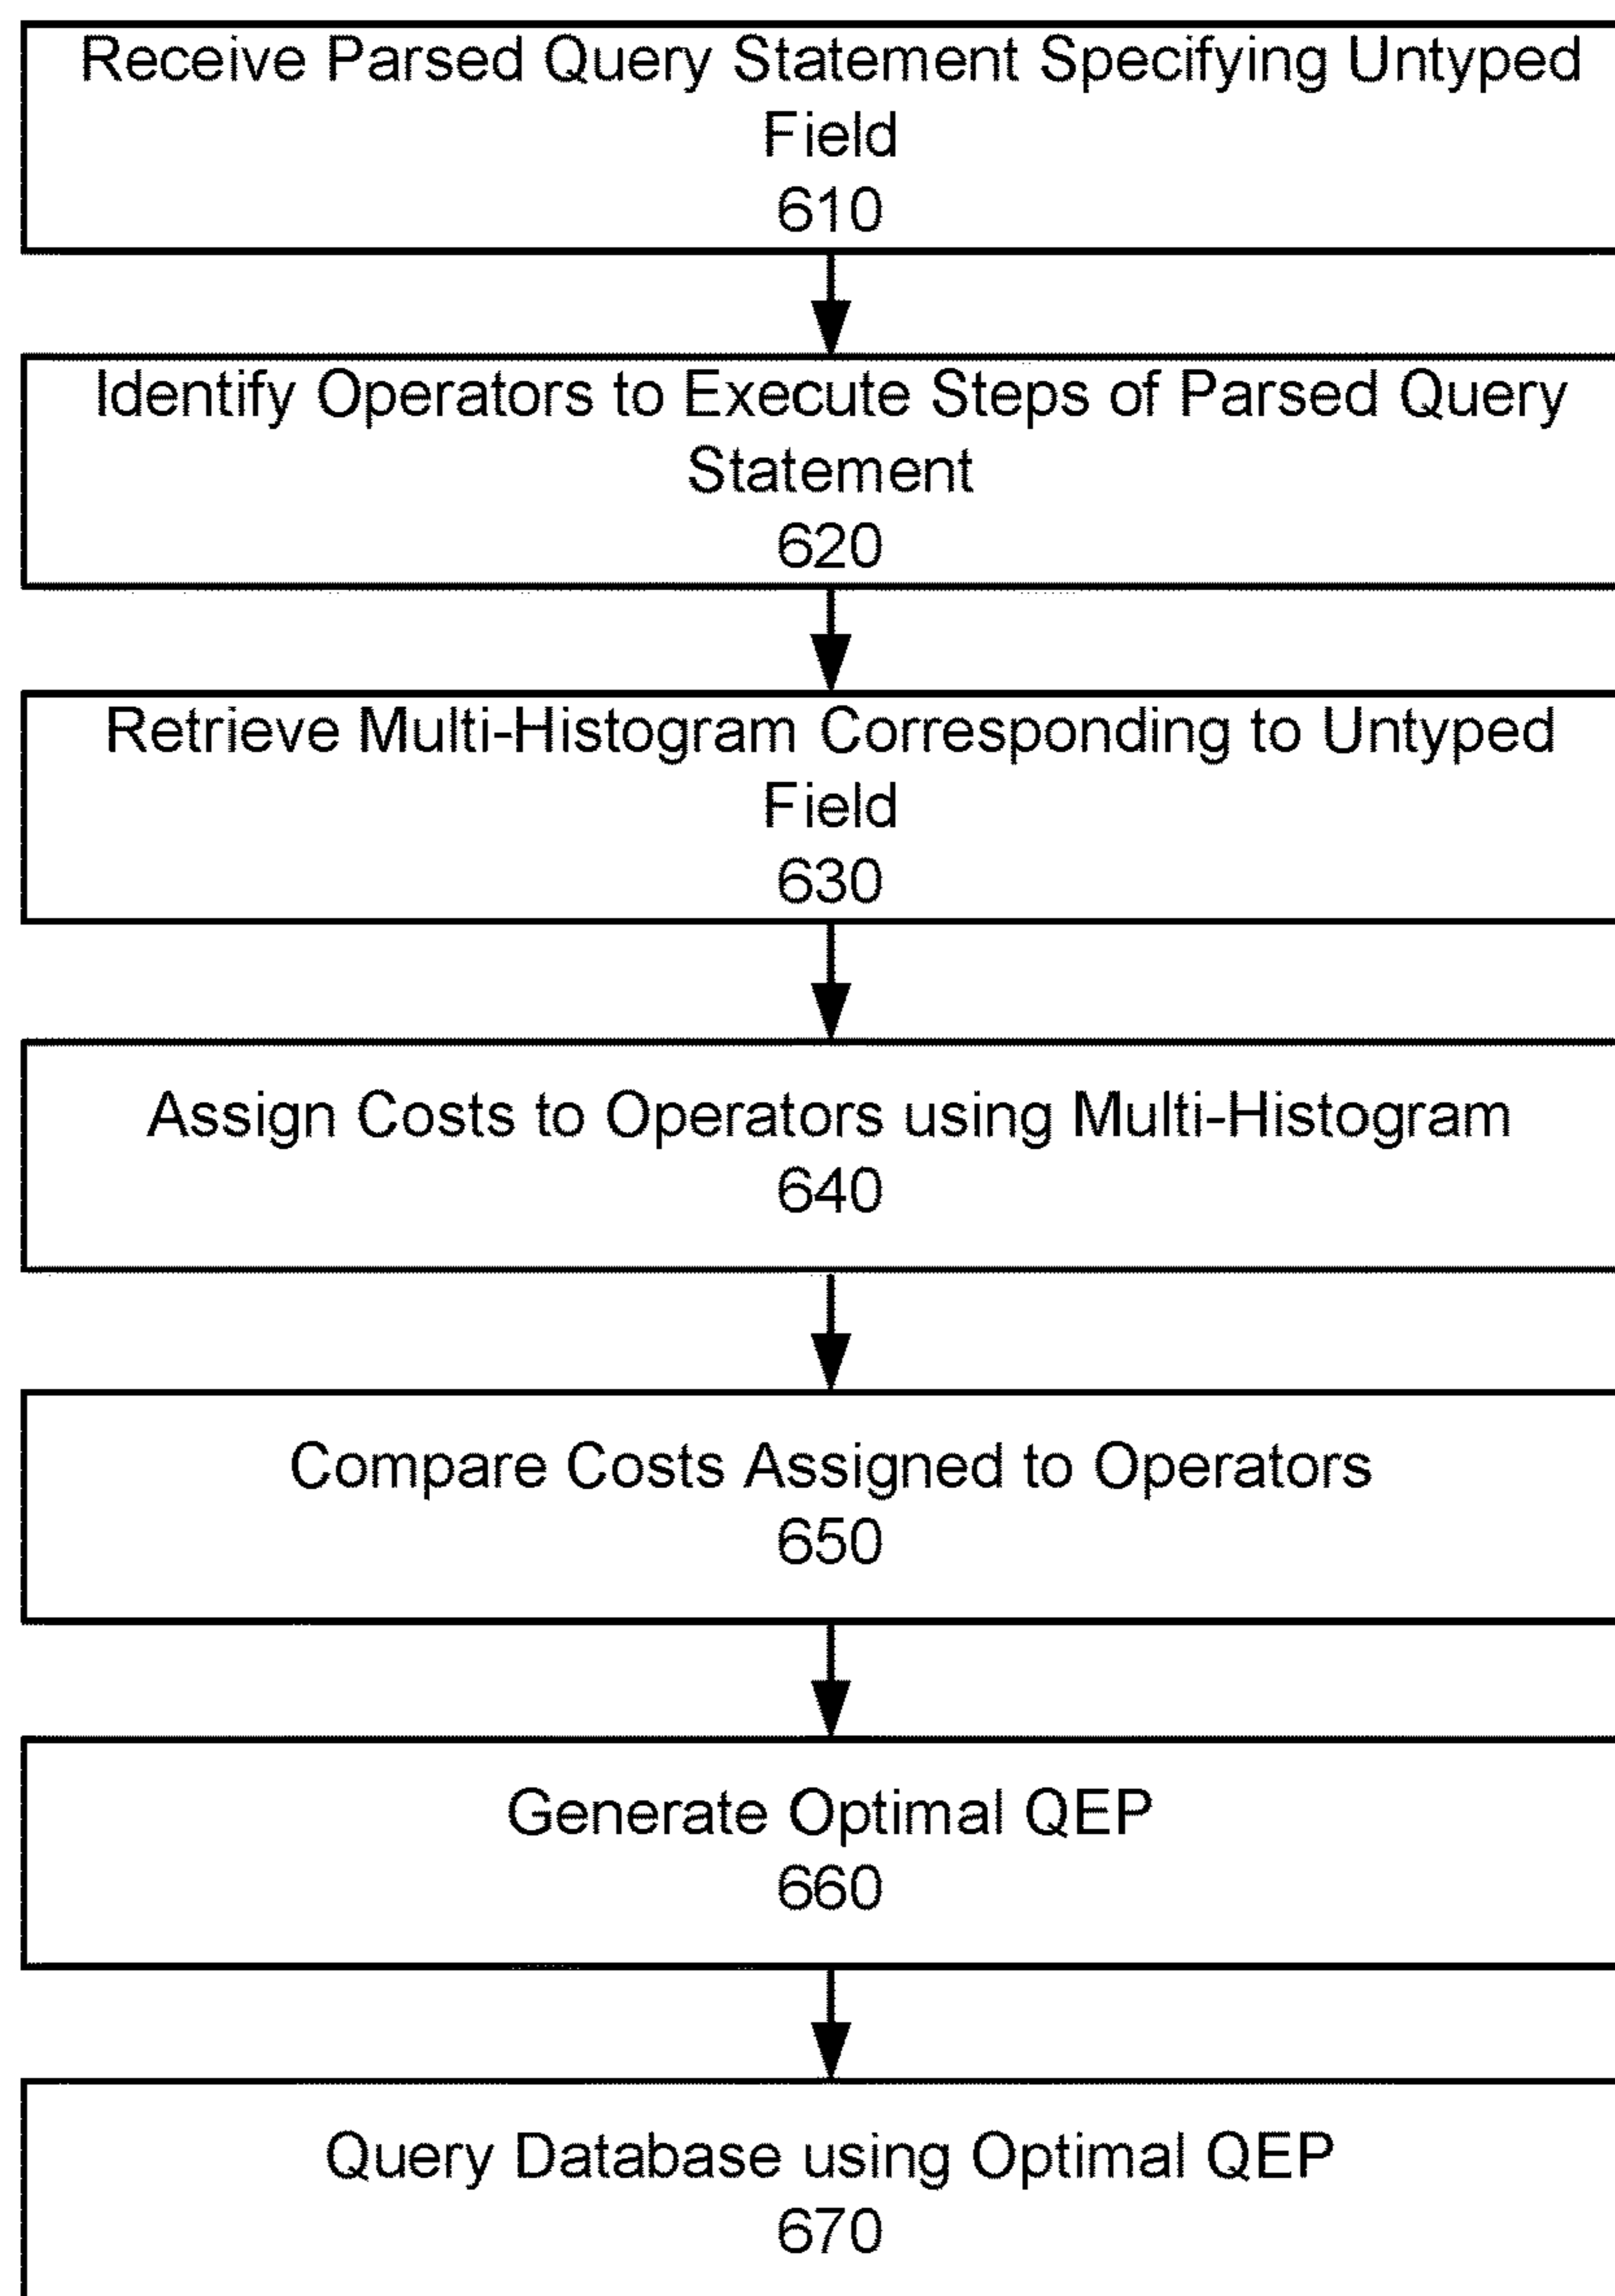 Receive Parsed Query Statement Specifying Untyped
Field
610
Identify Operators to Execute Steps of Parsed Query
Statement
620
Retrieve Multi-Histogram Corresponding to Untyped
Field
630
Assign Costs to Operators using Multi-Histogram
640
Compare Costs Assigned to Operators
650
Generate Optimal QEP
660
Query Database using Optimal QEP
670